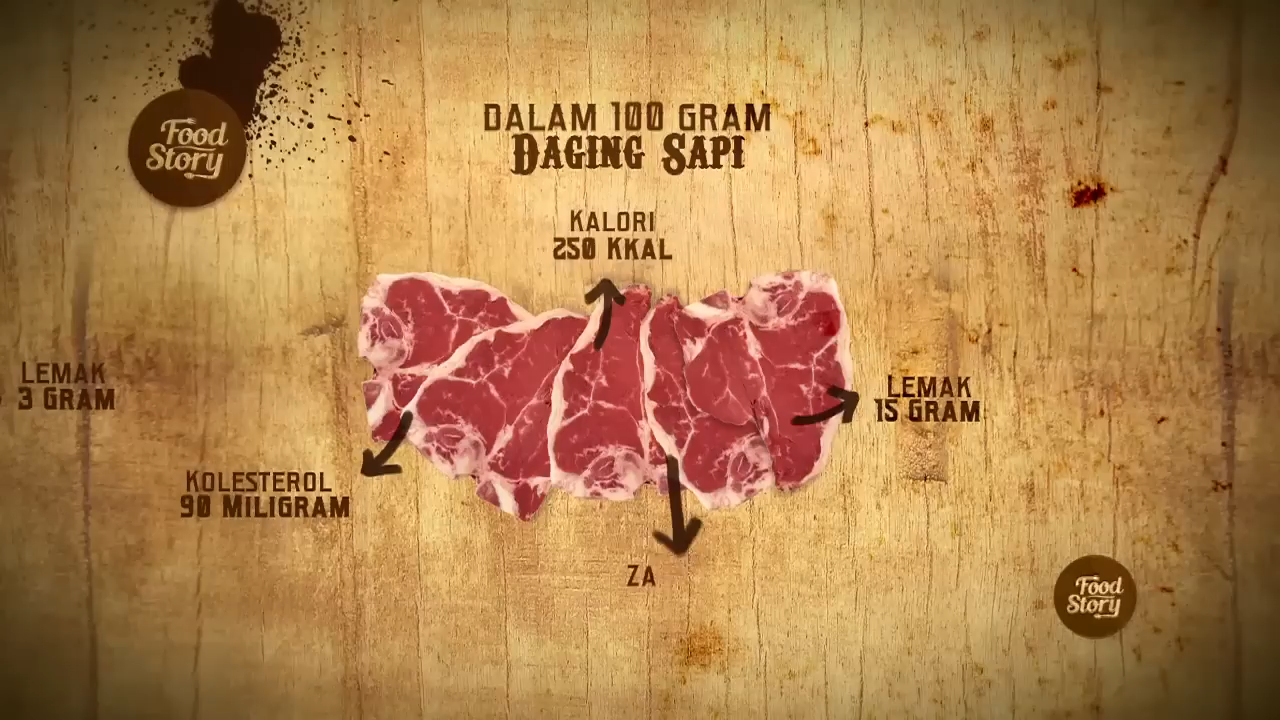 Food
Story
DALAM 100 GRAM
DAGING SAPI
KALORI
250 KKAL
LEMAK
3 GRAM
LEMAK
15 GRAM
KOLESTEROL
90 MILIGRAM
ZA
Food
Story